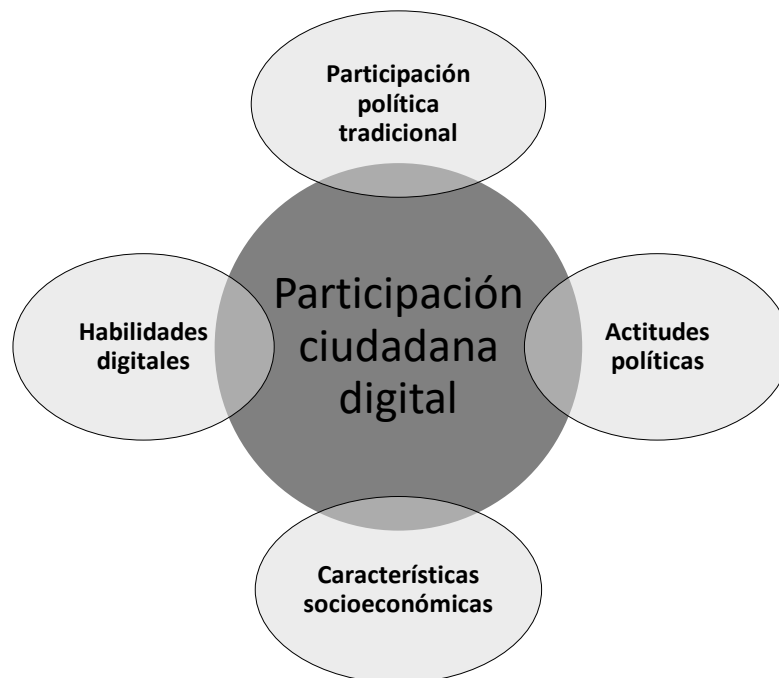 Participación
política
tradicional
Habilidades
digitales
Participación
ciudadana
digital
Actitudes
políticas
Características
socioeconómicas